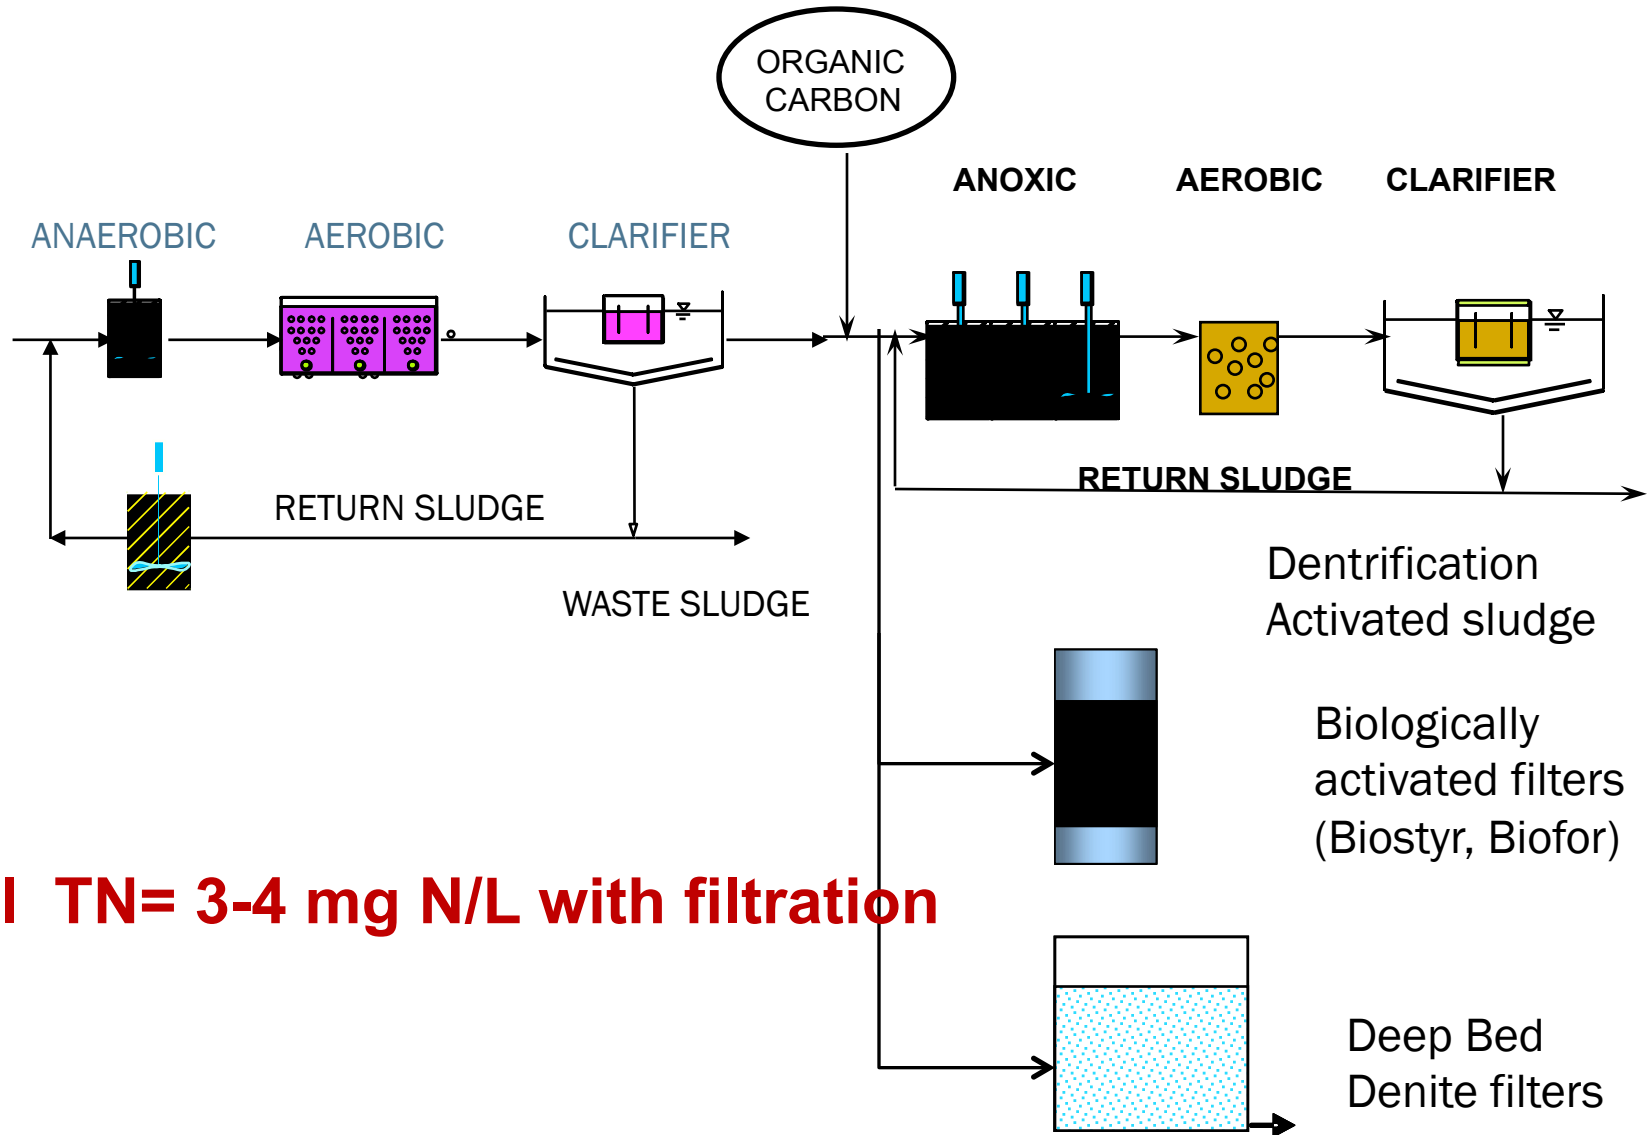 ORGANIC
CARBON
ANOXIC
AEROBIC
CLARIFIER
ANAEROBIC
AEROBIC
CLARIFIER
RETURN SLUDGE
RETURN SLUDGE
WASTE SLUDGE
Dentrification
Activated sludge
Biologically
activated filters
(Biostyr, Biofor)
l TN= 3-4 mg N/L with filtration
Deep Bed
Denite filters